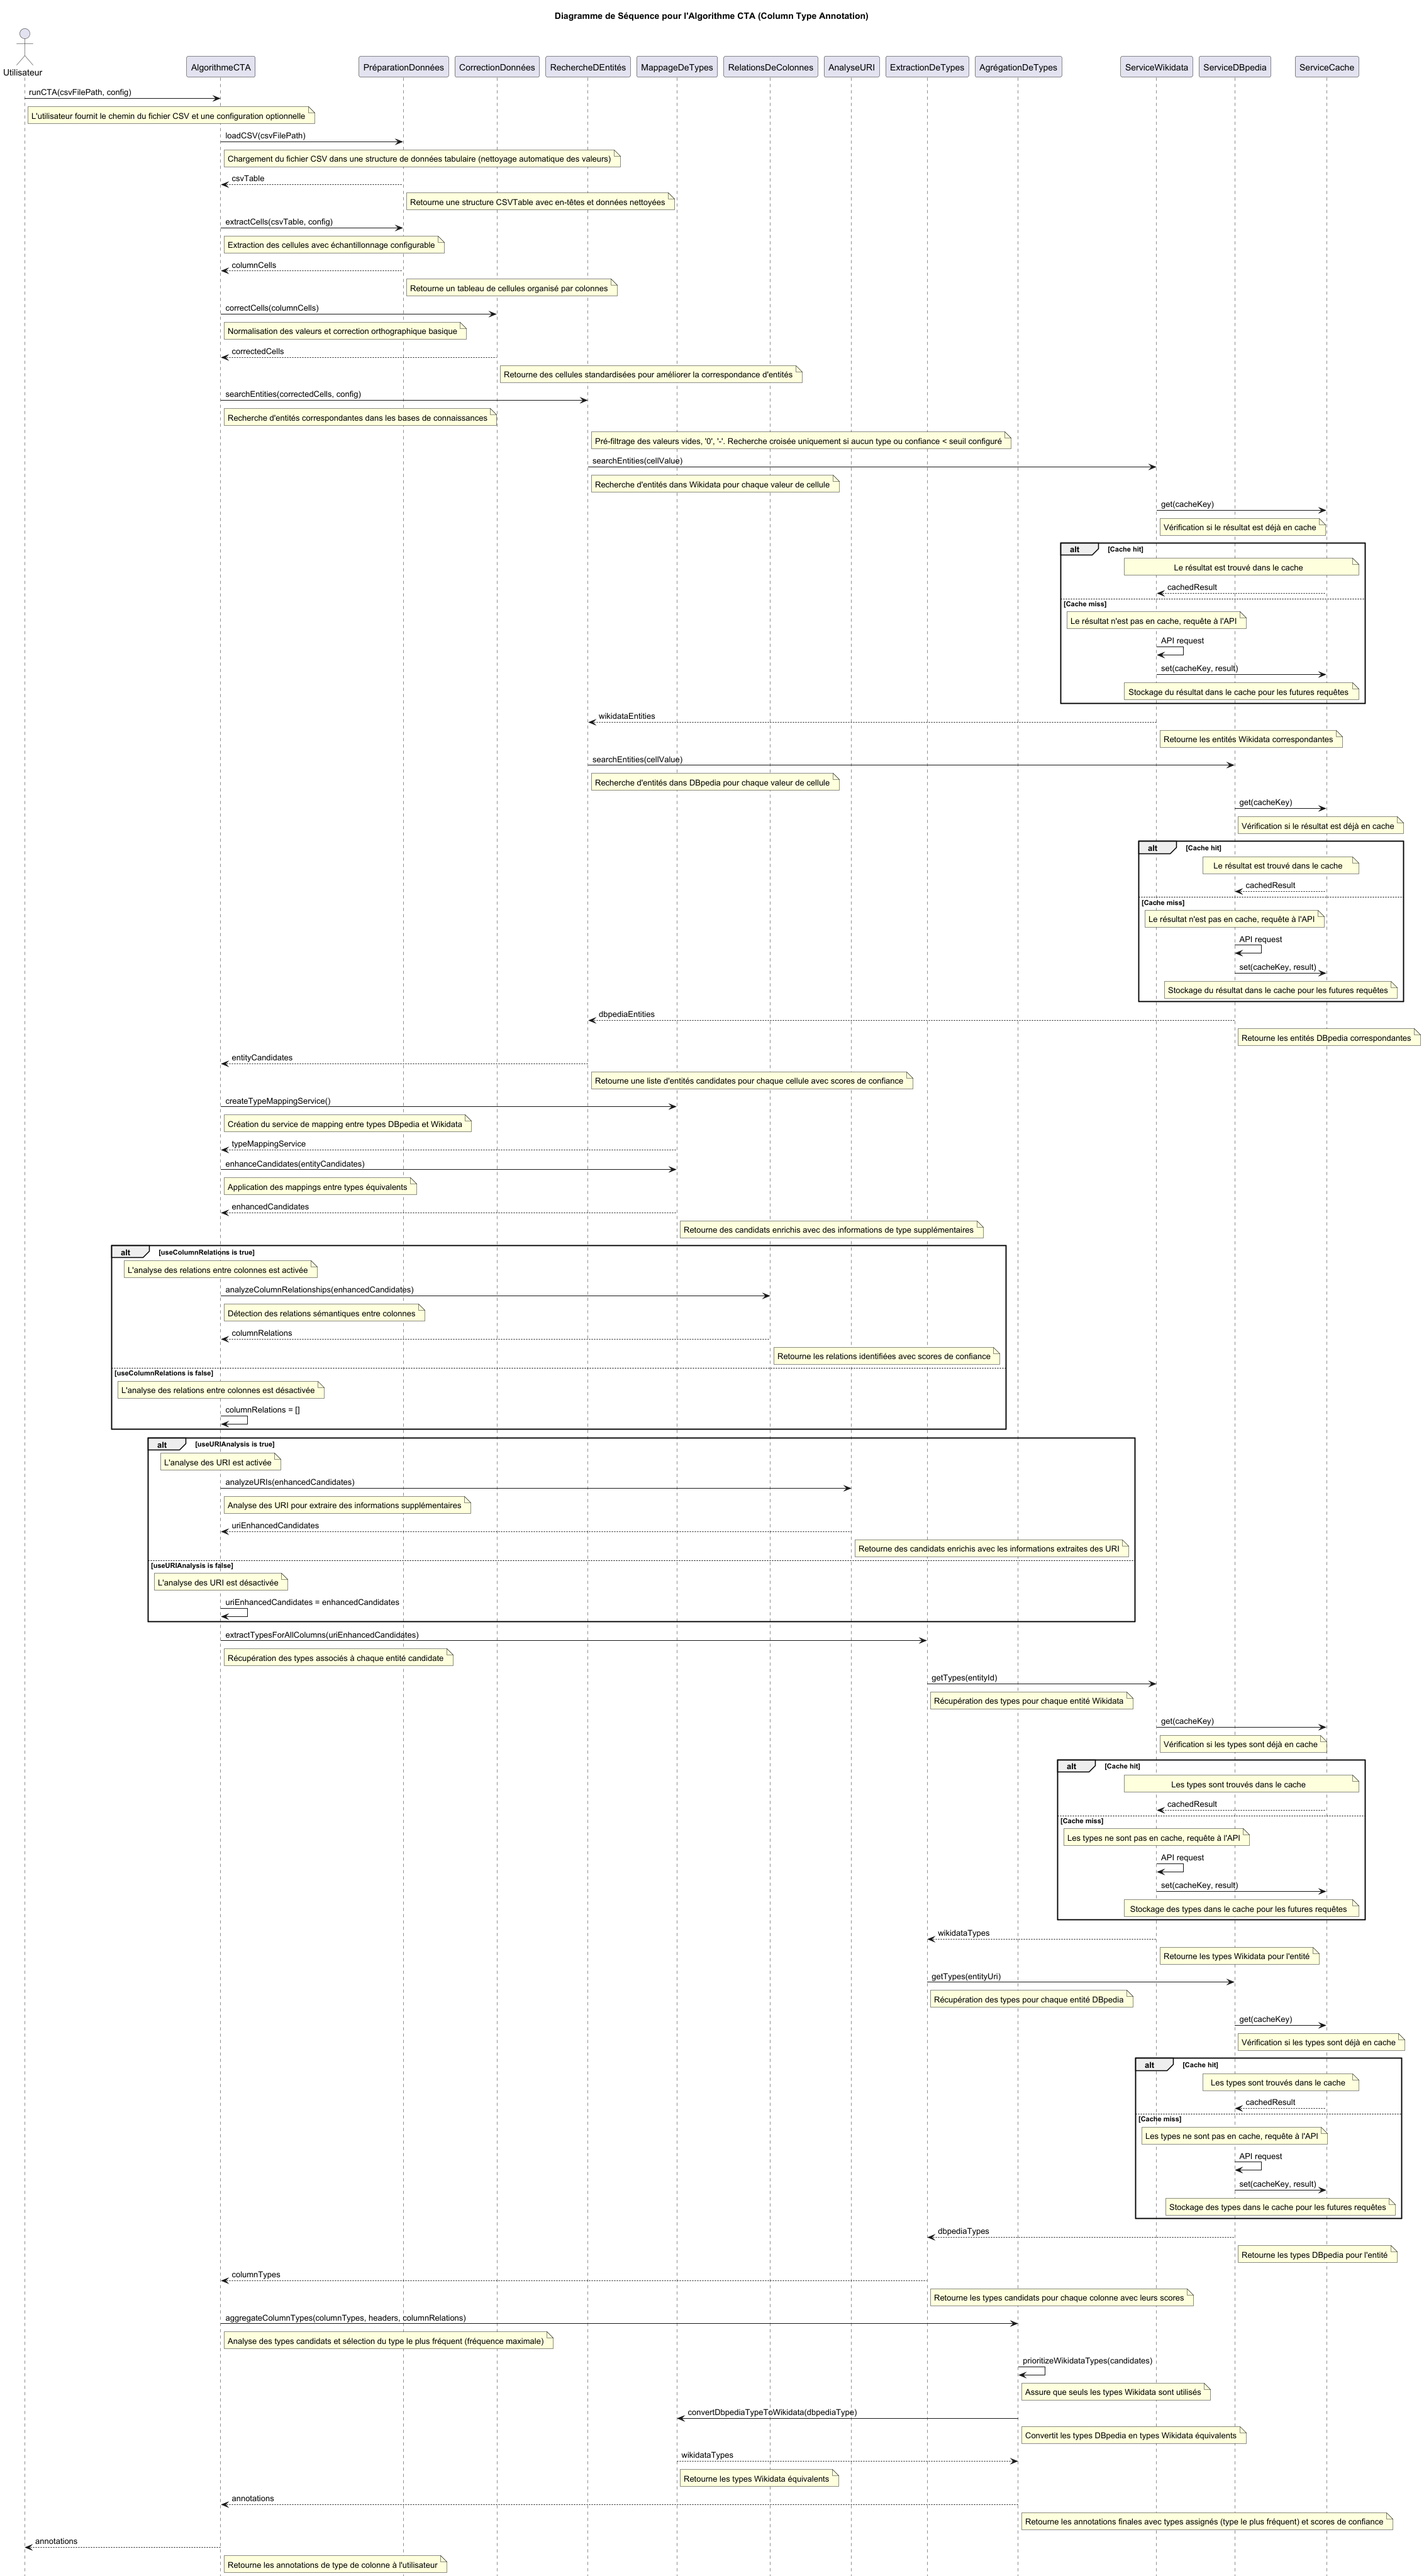 Diagramme de Séquence pour l'Algorithme CTA (Column Type Annotation)
Utilisateur
AlgorithmeCTA
PréparationDonnées
CorrectionDonnées
RechercheDEntités
MappageDeTypes
RelationsDeColonnes
AnalyseURI
ExtractionDeTypes
AgrégationDeTypes
ServiceWikidata
ServiceDBpedia
ServiceCache
runCTA(csvFilePath, config)
L'utilisateur fournit le chemin du fichier CSV et une configuration optionnelle
loadCSV(csvFilePath)
Chargement du fichier CSV dans une structure de données tabulaire (nettoyage automatique des valeurs)
csvTable
Retourne une structure CSVTable avec en-têtes et données nettoyées
extractCells(csvTable, config)
Extraction des cellules avec échantillonnage configurable
columnCells
Retourne un tableau de cellules organisé par colonnes
correctCells(columnCells)
Normalisation des valeurs et correction orthographique basique
correctedCells
Retourne des cellules standardisées pour améliorer la correspondance d'entités
searchEntities(correctedCells, config)
Recherche d'entités correspondantes dans les bases de connaissances
Pré-filtrage des valeurs vides, '0', '-'. Recherche croisée uniquement si aucun type ou confiance < seuil configuré
searchEntities(cellValue)
Recherche d'entités dans Wikidata pour chaque valeur de cellule
get(cacheKey)
Vérification si le résultat est déjà en cache
alt [Cache hit]
Le résultat est trouvé dans le cache
cachedResult
[Cache miss]
Le résultat n'est pas en cache, requête à l'API
API request
set(cacheKey, result)
Stockage du résultat dans le cache pour les futures requêtes
wikidataEntities
Retourne les entités Wikidata correspondantes
searchEntities(cellValue)
Recherche d'entités dans DBpedia pour chaque valeur de cellule
get(cacheKey)
Vérification si le résultat est déjà en cache
alt [Cache hit]
Le résultat est trouvé dans le cache
cachedResult
[Cache miss]
Le résultat n'est pas en cache, requête à l'API
API request
set(cacheKey, result)
Stockage du résultat dans le cache pour les futures requêtes
dbpediaEntities
Retourne les entités DBpedia correspondantes
entityCandidates
Retourne une liste d'entités candidates pour chaque cellule avec scores de confiance
createTypeMappingService()
Création du service de mapping entre types DBpedia et Wikidata
typeMappingService
enhanceCandidates(entityCandidates)
Application des mappings entre types équivalents
enhancedCandidates
Retourne des candidats enrichis avec des informations de type supplémentaires
alt [useColumnRelations is true]
L'analyse des relations entre colonnes est activée
analyzeColumnRelationships(enhancedCandidates)
Détection des relations sémantiques entre colonnes
columnRelations
Retourne les relations identifiées avec scores de confiance
[useColumnRelations is false]
L'analyse des relations entre colonnes est désactivée
columnRelations = []
alt [useURIAnalysis is true]
L'analyse des URI est activée
analyzeURIs(enhancedCandidates)
Analyse des URI pour extraire des informations supplémentaires
uriEnhancedCandidates
Retourne des candidats enrichis avec les informations extraites des URI
[useURIAnalysis is false]
L'analyse des URI est désactivée
uriEnhancedCandidates = enhancedCandidates
extractTypesForAllColumns(uriEnhancedCandidates)
Récupération des types associés à chaque entité candidate
getTypes(entityId)
Récupération des types pour chaque entité Wikidata
get(cacheKey)
Vérification si les types sont déjà en cache
alt [Cache hit]
Les types sont trouvés dans le cache
cachedResult
[Cache miss]
Les types ne sont pas en cache, requête à l'API
API request
set(cacheKey, result)
Stockage des types dans le cache pour les futures requêtes
wikidataTypes
Retourne les types Wikidata pour l'entité
getTypes(entityUri)
Récupération des types pour chaque entité DBpedia
get(cacheKey)
Vérification si les types sont déjà en cache
alt [Cache hit]
Les types sont trouvés dans le cache
cachedResult
[Cache miss]
Les types ne sont pas en cache, requête à l'API
API request
set(cacheKey, result)
Stockage des types dans le cache pour les futures requêtes
dbpediaTypes
Retourne les types DBpedia pour l'entité
columnTypes
Retourne les types candidats pour chaque colonne avec leurs scores
aggregateColumnTypes(columnTypes, headers, columnRelations)
Analyse des types candidats et sélection du type le plus fréquent (fréquence maximale)
prioritizeWikidataTypes(candidates)
Assure que seuls les types Wikidata sont utilisés
convertDbpediaTypeToWikidata(dbpediaType)
Convertit les types DBpedia en types Wikidata équivalents
wikidataTypes
Retourne les types Wikidata équivalents
annotations
Retourne les annotations finales avec types assignés (type le plus fréquent) et scores de confiance
annotations
Retourne les annotations de type de colonne à l'utilisateur